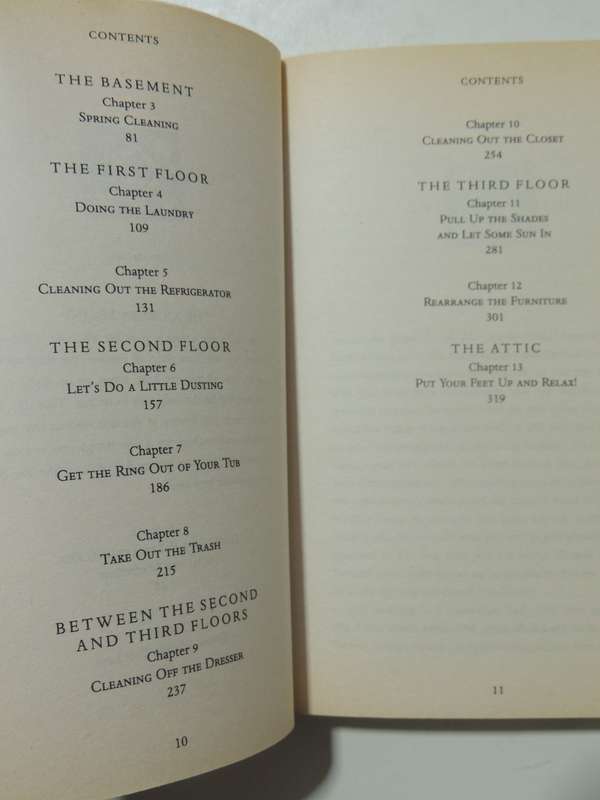 CONTENTS
THE BASEMENT
Chapter 3
SPRING CLEANING
81
THE FIRST FLOOR
Chapter 4
DOING THE LAUNDRY
109
Chapter 5
CLEANING OUT THE REFRIGERATOR
131
THE SECOND FLOOR
Chapter 6
LET'S DO A LITTLE DUSTING
157
Chapter 7
GET THE RING OUT OF YOUR TUB
186
Chapter 8
TAKE OUT THE TRASH
215
BETWEEN THE SECOND
AND THIRD FLOORS
Chapter 9
CLEANING OFF THE DRESSER
237
10
CONTENTS
Chapter 10
CLEANING OUT THE CLOSET
254
THE THIRD FLOOR
Chapter 11
PULL UP THE SHADES
AND LET SOME SUN IN
281
Chapter 12
REARRANGE THE FURNITURE
301
THE ATTIC
Chapter 13
PUT YOUR FEET UP AND RELAX!
319
11